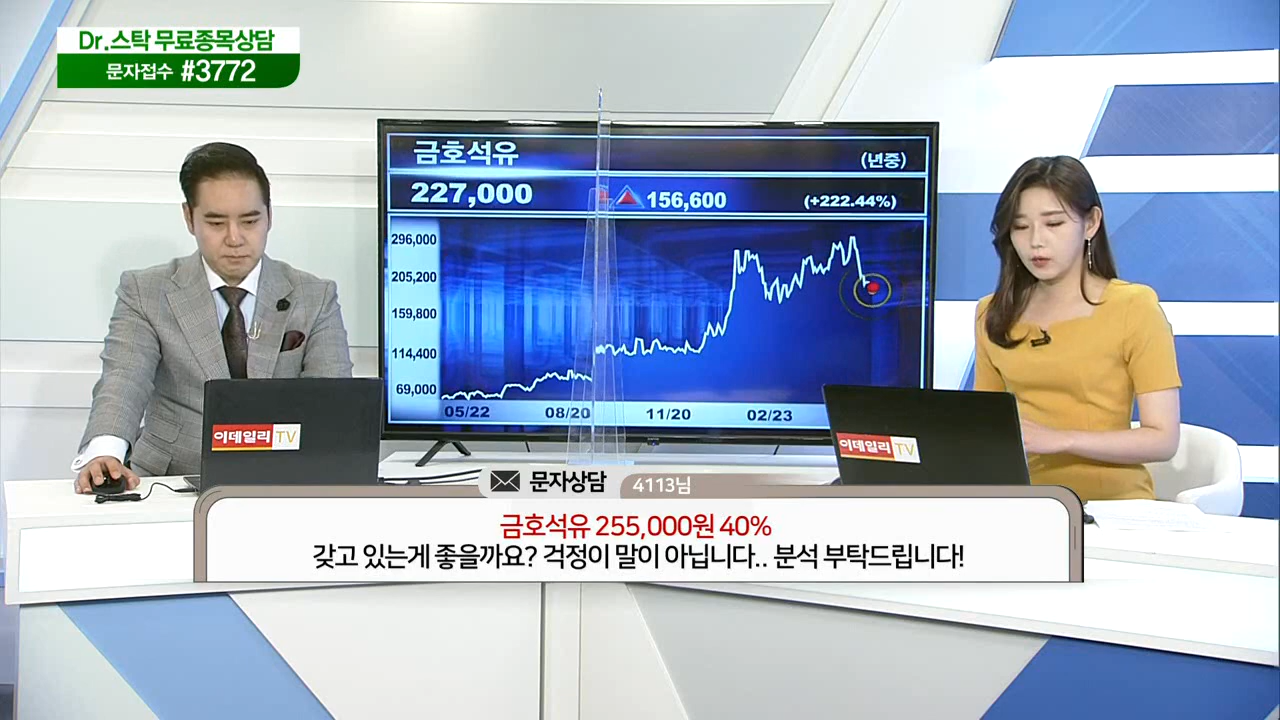 Dr.스탁 무료종목상담
문자접수 #3772
금호석유 (년중)
227,000 156,600 (+222.44%)
296,000
205,200
159,800
114,400
69,000
05/22 08/20 11/20 02/23
이데일리 TV
이데일리 TV
문자상담 4113님
금호석유 255,000원 40%
갖고 있는게 좋을까요? 걱정이 말이 아닙니다.. 분석 부탁드립니다!